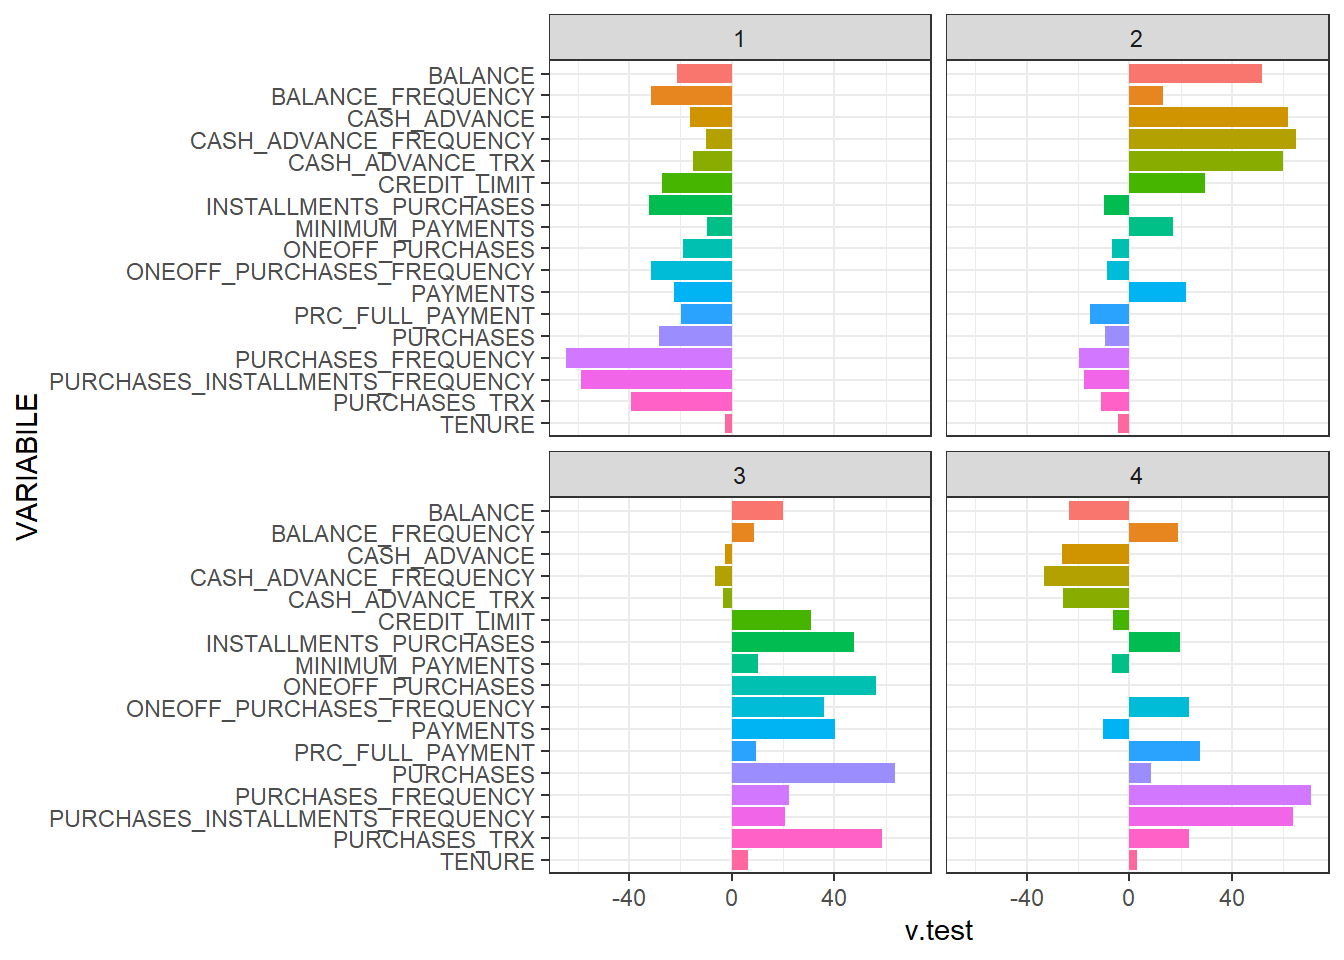 1
2
BALANCE
BALANCE_FREQUENCY
CASH_ADVANCE
CASH_ADVANCE_FREQUENCY
CASH_ADVANCE_TRX
CREDIT_LIMIT
INSTALLMENTS_PURCHASES
MINIMUM_PAYMENTS
ONEOFF_PURCHASES
ONEOFF_PURCHASES_FREQUENCY
PAYMENTS
PRC_FULL_PAYMENT
PURCHASES
PURCHASES_FREQUENCY
PURCHASES_INSTALLMENTS_FREQUENCY
PURCHASES_TRX
TENURE
VARIABILE
3
4
BALANCE
BALANCE_FREQUENCY
CASH_ADVANCE
CASH_ADVANCE_FREQUENCY
CASH_ADVANCE_TRX
CREDIT_LIMIT
INSTALLMENTS_PURCHASES
MINIMUM_PAYMENTS
ONEOFF_PURCHASES
ONEOFF_PURCHASES_FREQUENCY
PAYMENTS
PRC_FULL_PAYMENT
PURCHASES
PURCHASES_FREQUENCY
PURCHASES_INSTALLMENTS_FREQUENCY
PURCHASES_TRX
TENURE
-40 0 40
-40 0 40
v.test